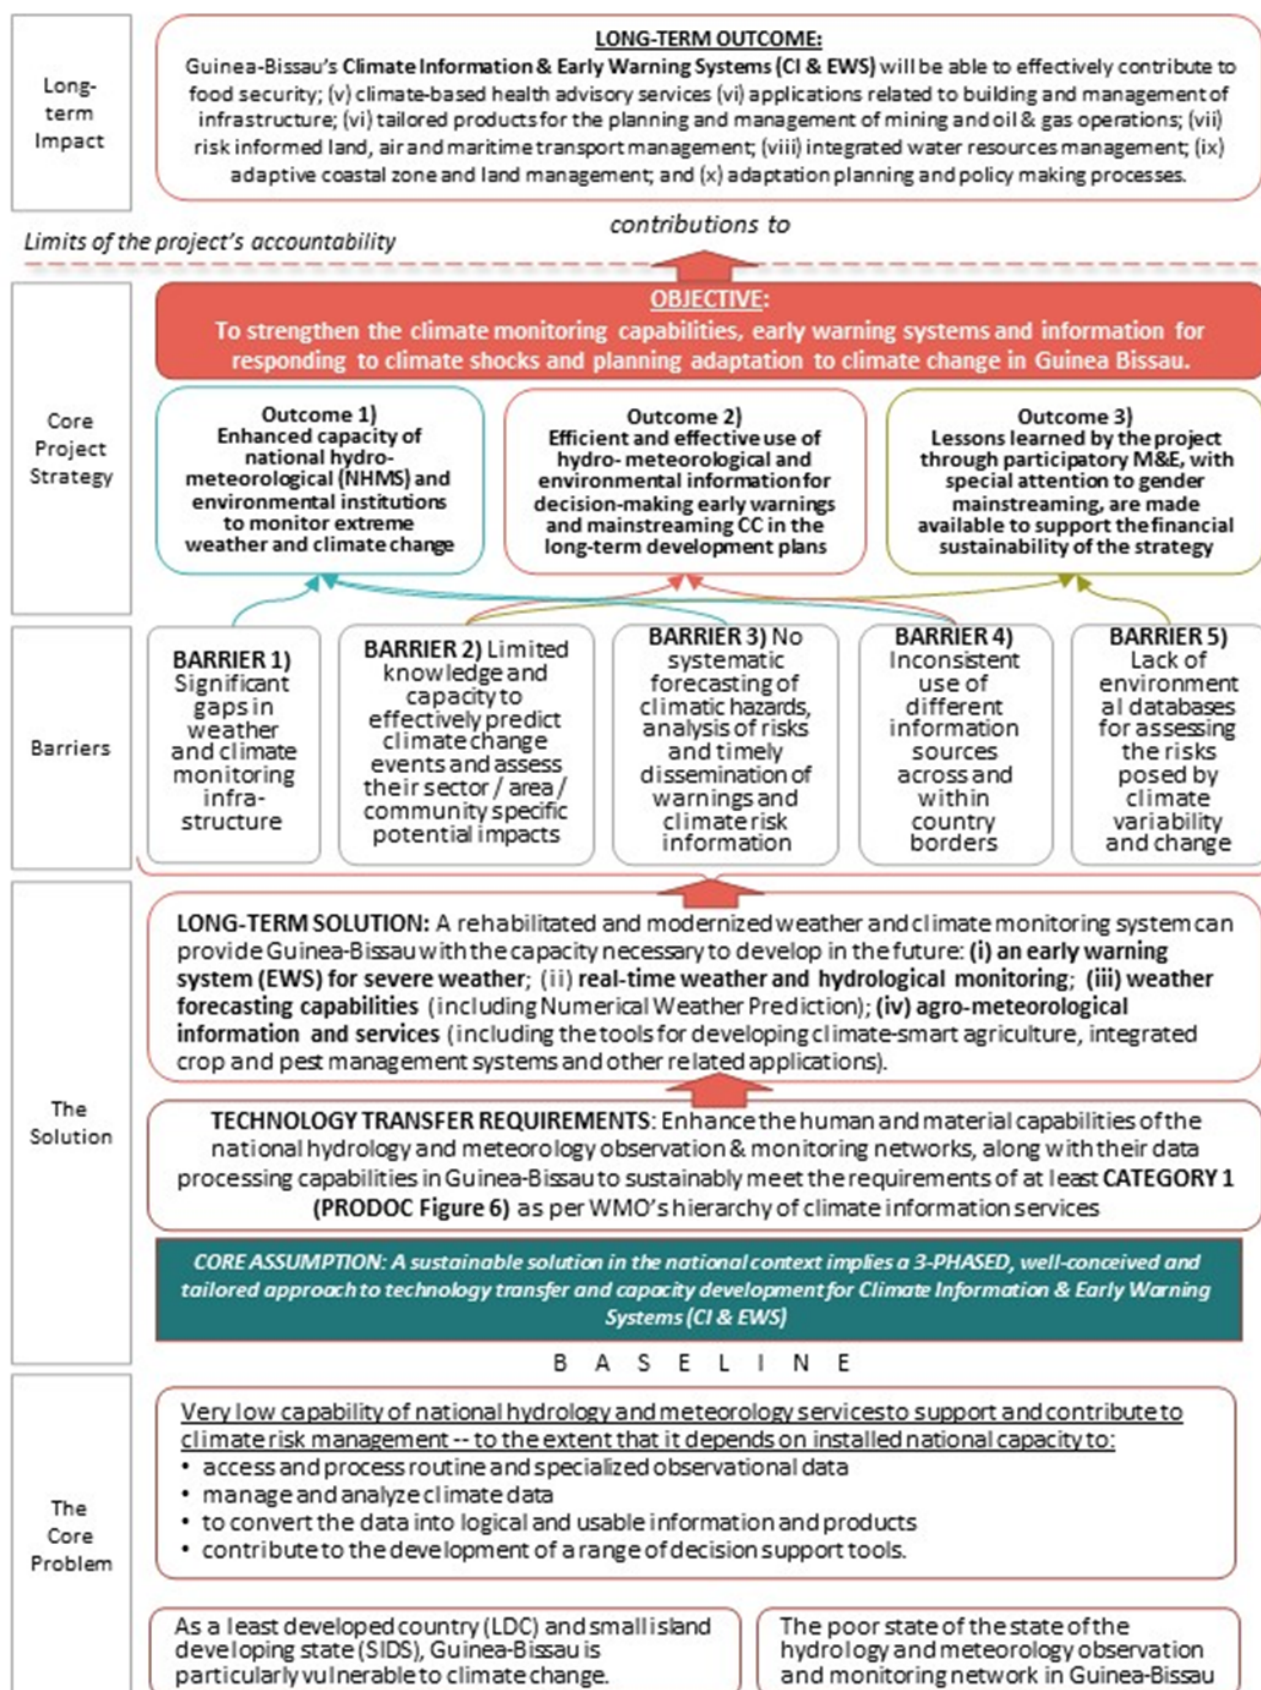 Long-
term
Impact
LONG-TERM OUTCOME:
Guinea-Bissau's Climate Information & Early Warning Systems (CI & EWS) will be able to effectively contribute to
food security; (v) climate-based health advisory services (vi) applications related to building and management of
infrastructure; (vi) tailored products for the planning and management of mining and oil & gas operations; (vii)
risk informed land, air and maritime transport management; (viii) integrated water resources management; (ix)
adaptive coastal zone and land management; and (x) adaptation planning and policy making processes.
contributions to
Limits of the project's accountability
Core
Project
Strategy
OBJECTIVE:
To strengthen the climate monitoring capabilities, early warning systems and information for
responding to climate shocks and planning adaptation to climate change in Guinea Bissau.
Outcome 1)
Enhanced capacity of
national hydro-
meteorological (NHMS) and
environmental institutions
to monitor extreme
weather and climate change
Outcome 2)
Efficient and effective use of
hydro- meteorological and
environmental information for
decision-making early warnings
and mainstreaming CC in the
long-term development plans
Outcome 3)
Lessons learned by the project
through participatory M&E, with
special attention to gender
mainstreaming, are made
available to support the financial
sustainability of the strategy
Barriers
BARRIER 1)
Significant
gaps in
weather
and climate
monitoring
infra-
structure
BARRIER 2) Limited
knowledge and
capacity to
effectively predict
climate change
events and assess
their sector / area /
community specific
potential impacts
BARRIER 3) No
systematic
forecasting of
climatic hazards,
analysis of risks
and timely
dissemination of
warnings and
climate risk
information
BARRIER 4)
Inconsistent
use of
different
information
sources
across and
within
country
borders
BARRIER 5)
Lack of
environment
al databases
for assessing
the risks
posed by
climate
variability
and change
The
Solution
LONG-TERM SOLUTION: A rehabilitated and modernized weather and climate monitoring system can
provide Guinea-Bissau with the capacity necessary to develop in the future: (i) an early warning
system (EWS) for severe weather; (ii) real-time weather and hydrological monitoring; (iii) weather
forecasting capabilities (including Numerical Weather Prediction); (iv) agro-meteorological
information and services (including the tools for developing climate-smart agriculture, integrated
crop and pest management systems and other related applications).
TECHNOLOGY TRANSFER REQUIREMENTS: Enhance the human and material capabilities of the
national hydrology and meteorology observation & monitoring networks, along with their data
processing capabilities in Guinea-Bissau to sustainably meet the requirements of at least CATEGORY 1
(PRODOC Figure 6) as per WMO's hierarchy of climate information services
CORE ASSUMPTION: A sustainable solution in the national context implies a 3-PHASED, well-conceived and
tailored approach to technology transfer and capacity development for Climate Information & Early Warning
Systems (CI & EWS)
B A S E L I N E
The
Core
Problem
Very low capability of national hydrology and meteorology services to support and contribute to
climate risk management -- to the extent that it depends on installed national capacity to:
• access and process routine and specialized observational data
• manage and analyze climate data
• to convert the data into logical and usable information and products
• contribute to the development of a range of decision support tools.
As a least developed country (LDC) and small island
developing state (SIDS), Guinea-Bissau is
particularly vulnerable to climate change.
The poor state of the state of the
hydrology and meteorology observation
and monitoring network in Guinea-Bissau